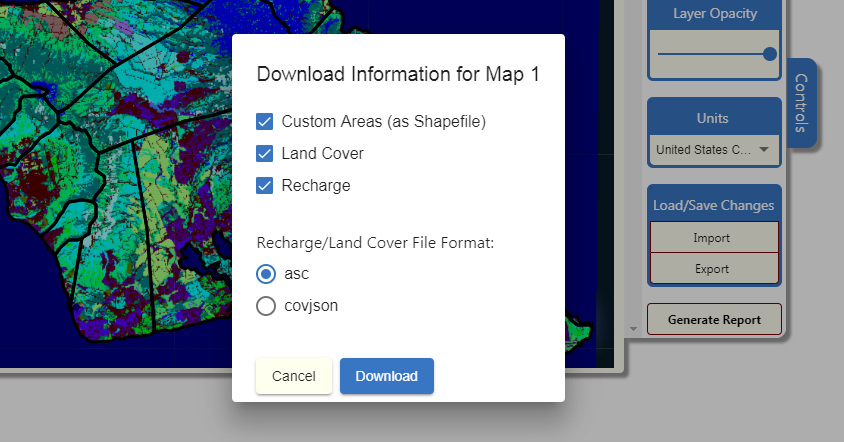 Layer Opacity
Controls
Units
United States C...
Load/Save Changes
Import
Export
Generate Report
Download Information for Map 1
Custom Areas (as Shapefile)
Land Cover
Recharge
Recharge/Land Cover File Format:
asc
covjson
Cancel
Download